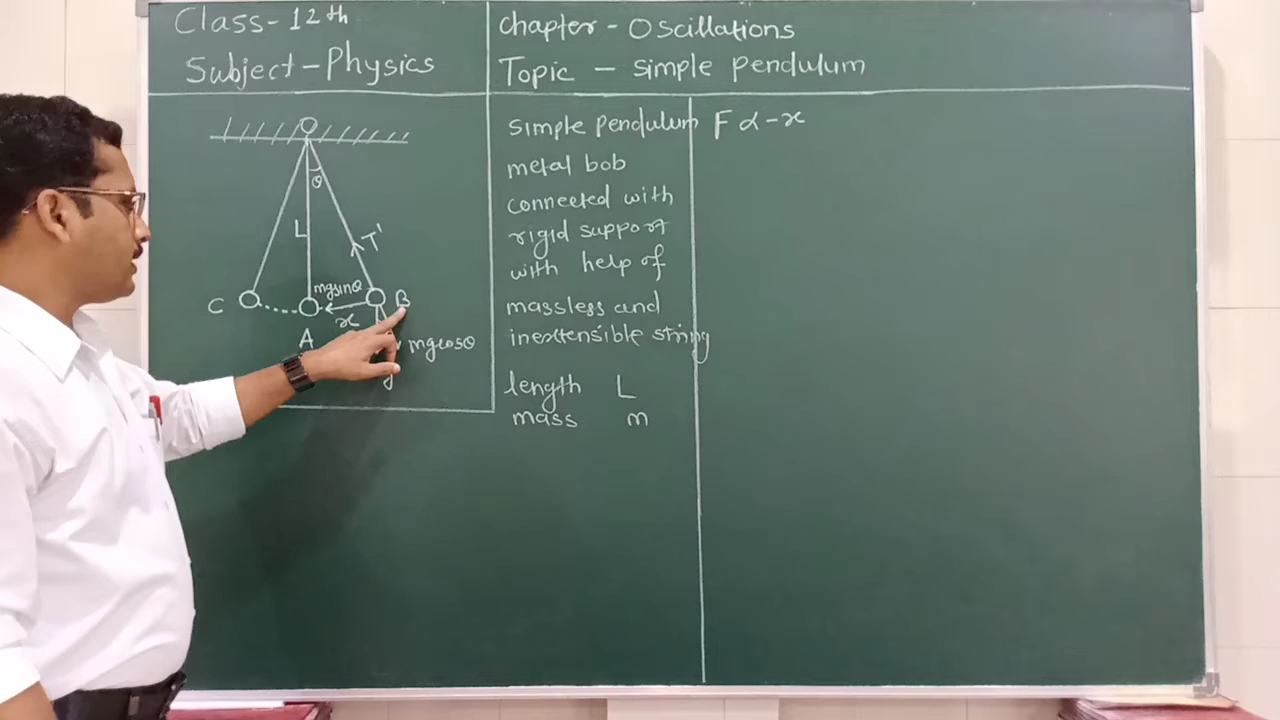 Class-12th
Subject-Physics
Chapter-Oscillations
Topic - simple pendulum
θ
L
T'
mgsinθ
C
B
x
A
mgcosθ
simple pendulum
metal bob
connected with
rigid support
with help of
massless and
inextensible string
length L
mass m
F α -x